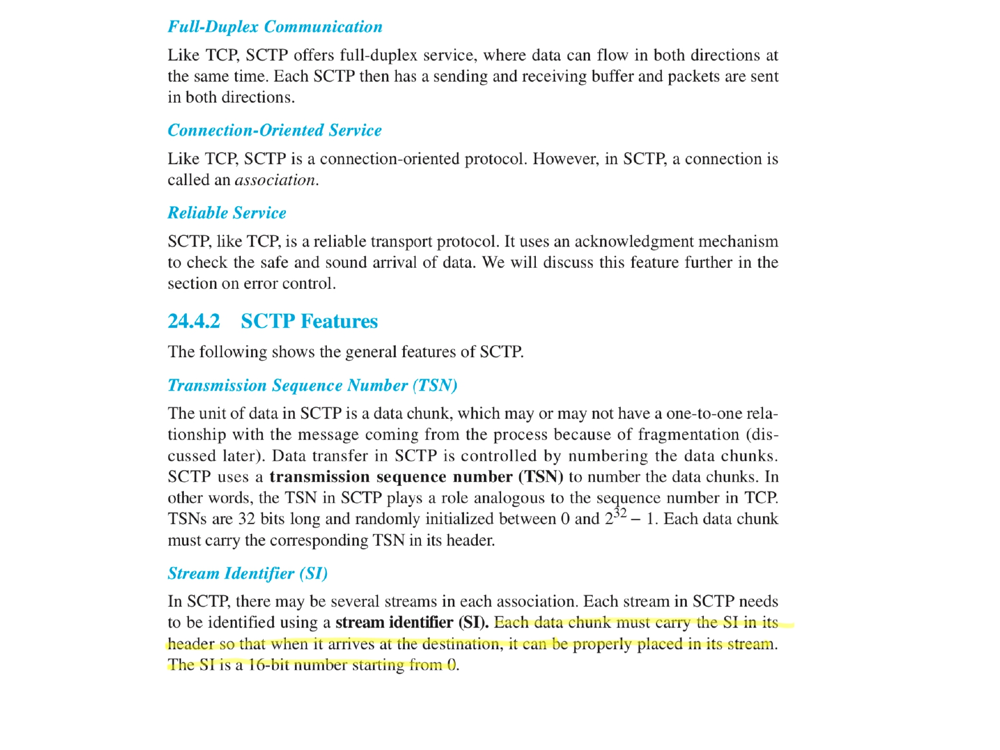 Full-Duplex Communication
Like TCP, SCTP offers full-duplex service, where data can flow in both directions at
the same time. Each SCTP then has a sending and receiving buffer and packets are sent
in both directions.
Connection-Oriented Service
Like TCP, SCTP is a connection-oriented protocol. However, in SCTP, a connection is
called an association.
Reliable Service
SCTP, like TCP, is a reliable transport protocol. It uses an acknowledgment mechanism
to check the safe and sound arrival of data. We will discuss this feature further in the
section on error control.
24.4.2 SCTP Features
The following shows the general features of SCTP.
Transmission Sequence Number (TSN)
The unit of data in SCTP is a data chunk, which may or may not have a one-to-one rela-
tionship with the message coming from the process because of fragmentation (dis-
cussed later). Data transfer in SCTP is controlled by numbering the data chunks.
SCTP uses a transmission sequence number (TSN) to number the data chunks. In
other words, the TSN in SCTP plays a role analogous to the sequence number in TCP.
TSNs are 32 bits long and randomly initialized between 0 and 2³² – 1. Each data chunk
must carry the corresponding TSN in its header.
Stream Identifier (SI)
In SCTP, there may be several streams in each association. Each stream in SCTP needs
to be identified using a stream identifier (SI). Each data chunk must carry the SI in its
header so that when it arrives at the destination, it can be properly placed in its stream.
The SI is a 16-bit number starting from 0.